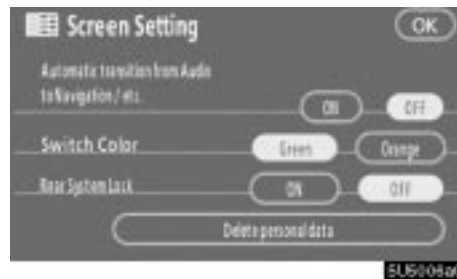 Screen Setting
OK
Automatic transition from Audio
to Navigation / etc.
ON
OFF
Switch Color
Green
Orange
Rear System Lock
ON
OFF
Delete personal data